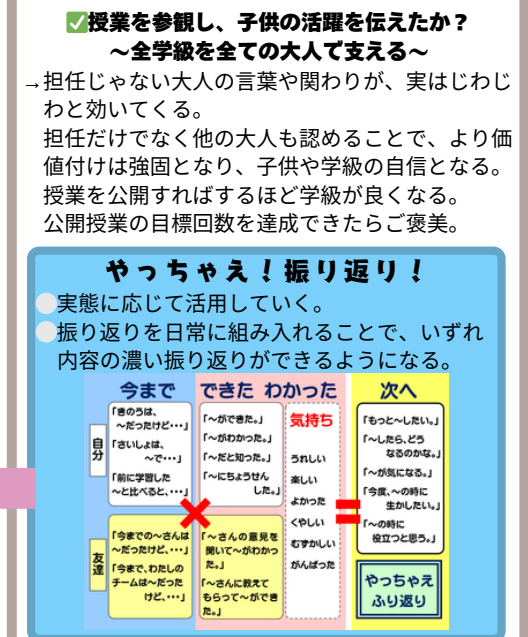 ✅授業を参観し、子供の活躍を伝えたか？
～全学級を全ての大人で支える～
→担任じゃない大人の言葉や関わりが、実はじわじ
わと効いてくる。
担任だけでなく他の大人も認めることで、より価
値付けは強固となり、子供や学級の自信となる。
授業を公開すればするほど学級が良くなる。
公開授業の目標回数を達成できたらご褒美。
やっちゃえ！振り返り！
●実態に応じて活用していく。
●振り返りを日常に組み入れることで、いずれ
内容の濃い振り返りができるようになる。
今まで
できた わかった
次へ
自分
「きのうは、
～だったけど･･･」
「さいしょは、
～で･･･」
「前に学習した
～と比べると、･･･」
「～ができた。」
「～がわかった。」
「～だと知った。」
「～にちょうせん
した。」
気持ち
うれしい
楽しい
よかった
くやしい
むずかしい
がんばった
「もっと～したい。」
「～したら、どう
なるのかな。」
「～が気になる。」
「今度、～の時に
生かしたい。」
「～の時に
役立つと思う。」
×
=
友達
「今までの～さんは
～だったけど、･･･」
「今まで、わたしの
チームは～だった
けど、･･･」
「～さんの意見を
聞いて～がわかっ
た。」
「～さんに教えて
もらって～ができ
た。」
やっちゃえ
ふり返り